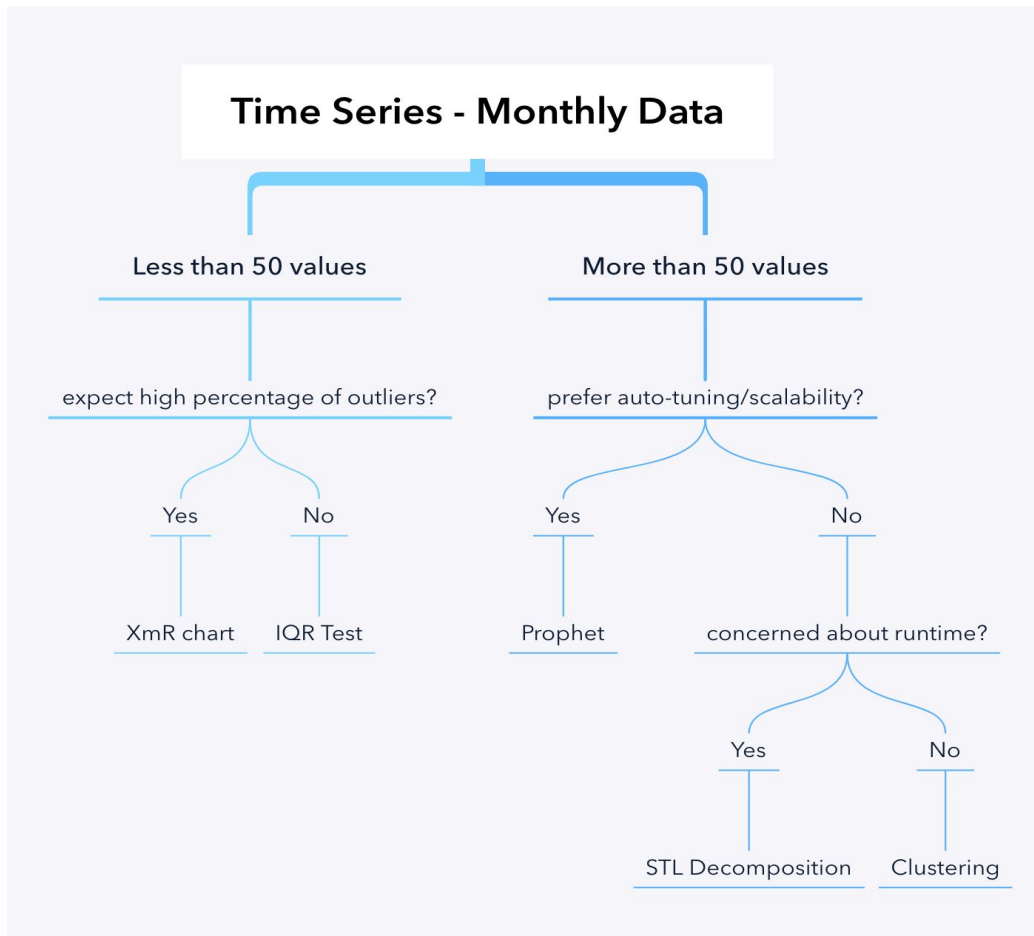 Time Series - Monthly Data
Less than 50 values
More than 50 values
expect high percentage of outliers?
prefer auto-tuning/scalability?
Yes
No
Yes
No
XmR chart
IQR Test
Prophet
concerned about runtime?
Yes
No
STL Decomposition
Clustering